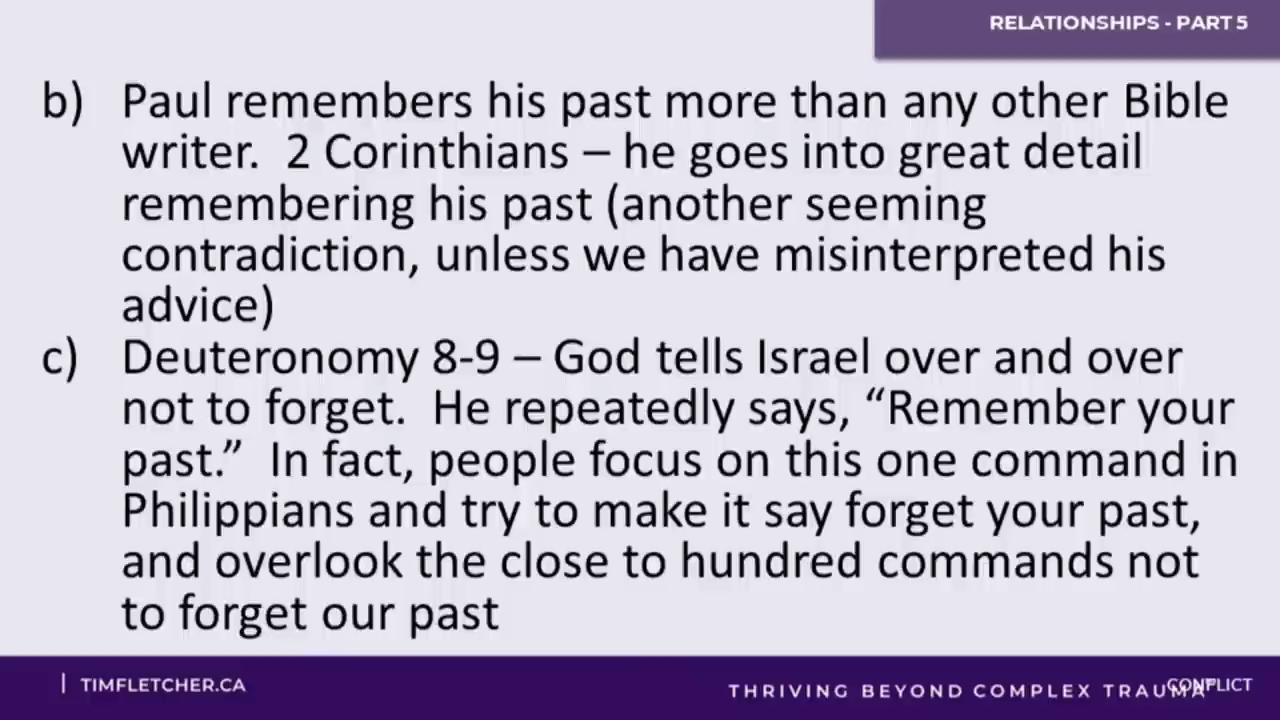 RELATIONSHIPS - PART 5
b) Paul remembers his past more than any other Bible
writer. 2 Corinthians – he goes into great detail
remembering his past (another seeming
contradiction, unless we have misinterpreted his
advice)
c) Deuteronomy 8-9 – God tells Israel over and over
not to forget. He repeatedly says, “Remember your
past.” In fact, people focus on this one command in
Philippians and try to make it say forget your past,
and overlook the close to hundred commands not
to forget our past
| TIMFLETCHER.CA
THRIVING BEYOND COMPLEX TRAUMA
CONFLICT